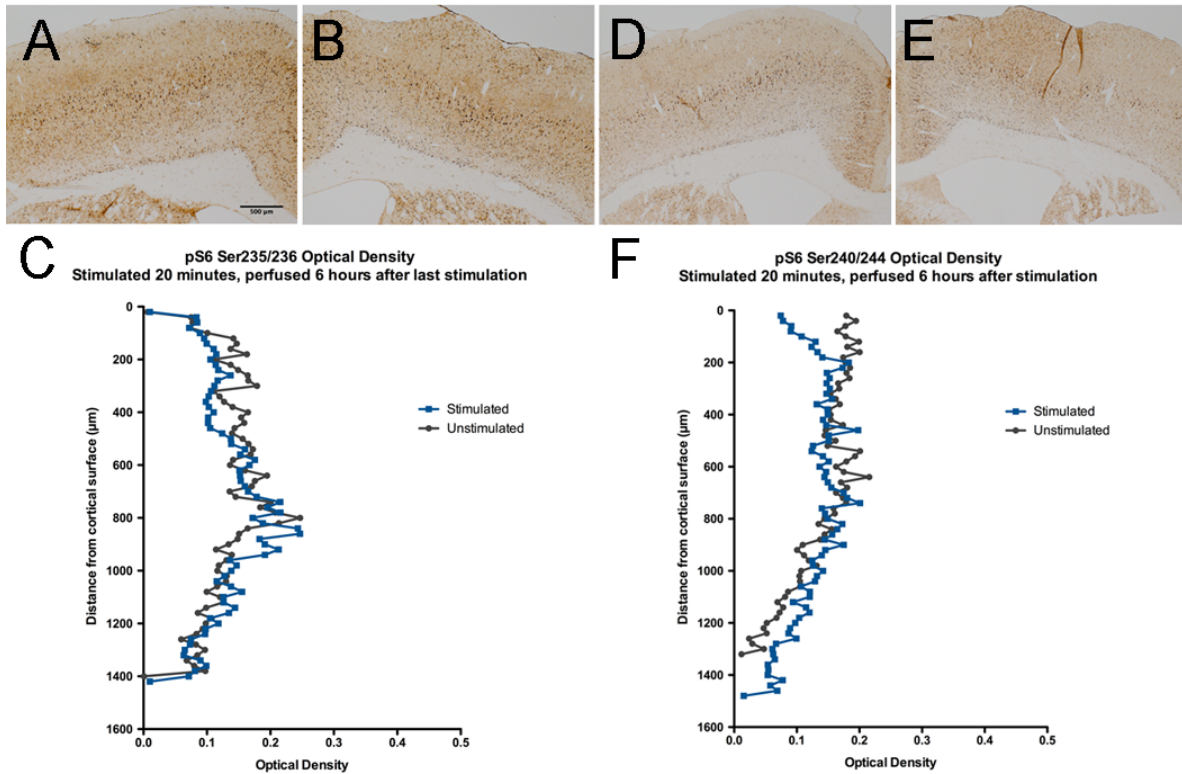 A
B
D
E
500 µm
C
pS6 Ser235/236 Optical Density
Stimulated 20 minutes, perfused 6 hours after last stimulation
0
200
400
600
800
1000
1200
1400
1600
Distance from cortical surface (µm)
0.0 0.1 0.2 0.3 0.4 0.5
Optical Density
Stimulated
Unstimulated
F
pS6 Ser240/244 Optical Density
Stimulated 20 minutes, perfused 6 hours after stimulation
0
200
400
600
800
1000
1200
1400
1600
Distance from cortical surface (µm)
0.0 0.1 0.2 0.3 0.4 0.5
Optical Density
Stimulated
Unstimulated